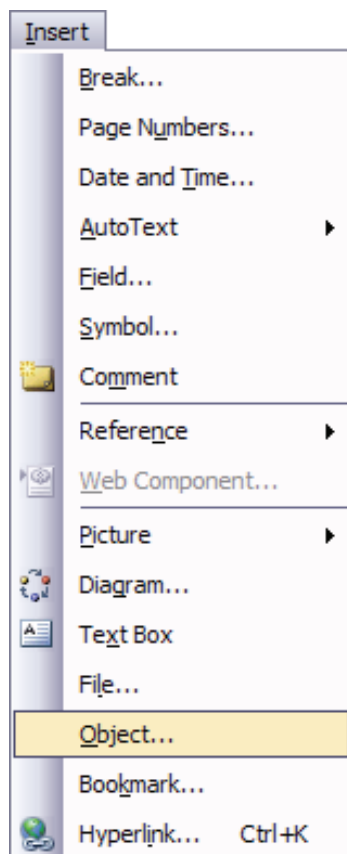 Insert
Break...
Page Numbers...
Date and Time...
AutoText
Field...
Symbol...
Comment
Reference
Web Component...
Picture
Diagram...
Text Box
File...
Object...
Bookmark...
Hyperlink... Ctrl+K